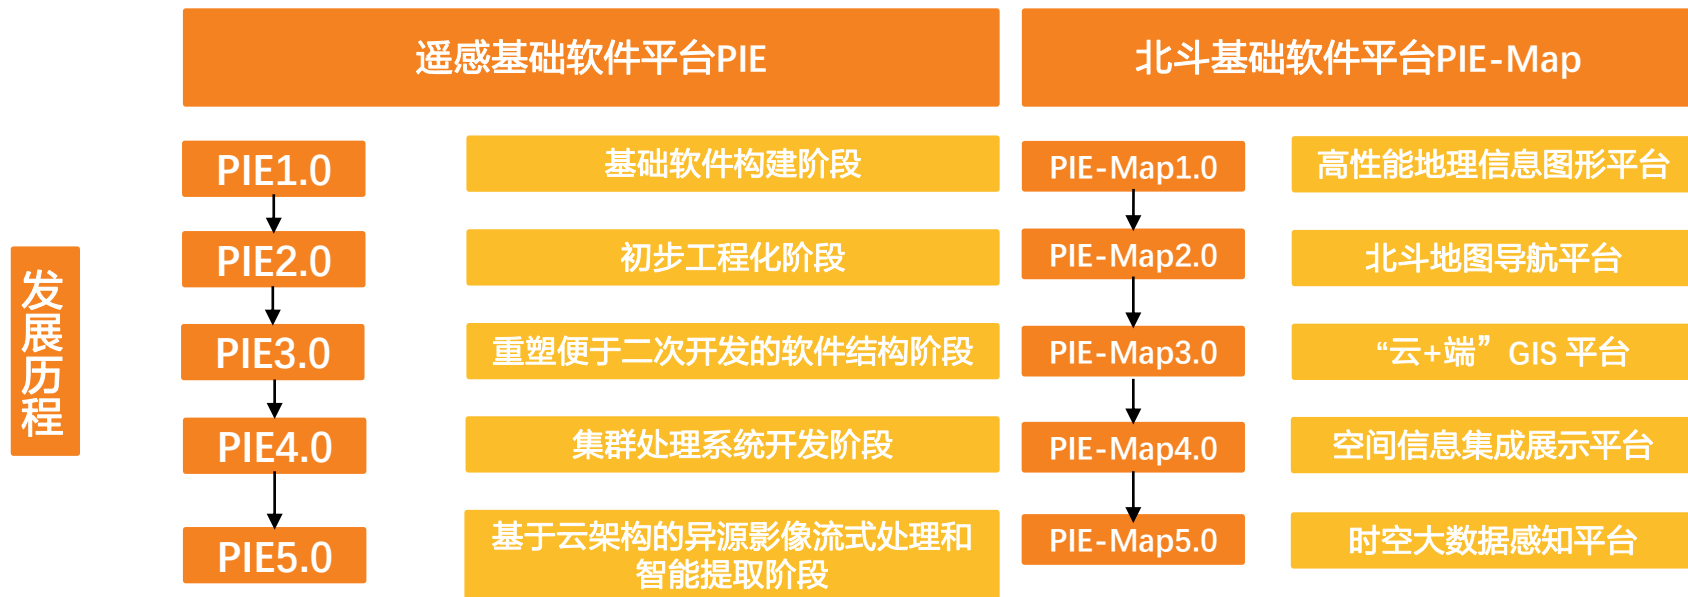 遥感基础软件平台PIE
北斗基础软件平台PIE-Map
发展历程
PIE1.0
基础软件构建阶段
PIE-Map1.0
高性能地理信息图形平台
PIE2.0
初步工程化阶段
PIE-Map2.0
北斗地图导航平台
PIE3.0
重塑便于二次开发的软件结构阶段
PIE-Map3.0
“云+端”GIS 平台
PIE4.0
集群处理系统开发阶段
PIE-Map4.0
空间信息集成展示平台
PIE5.0
基于云架构的异源影像流式处理和
智能提取阶段
PIE-Map5.0
时空大数据感知平台